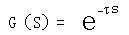 G (S) = e^{-τs}